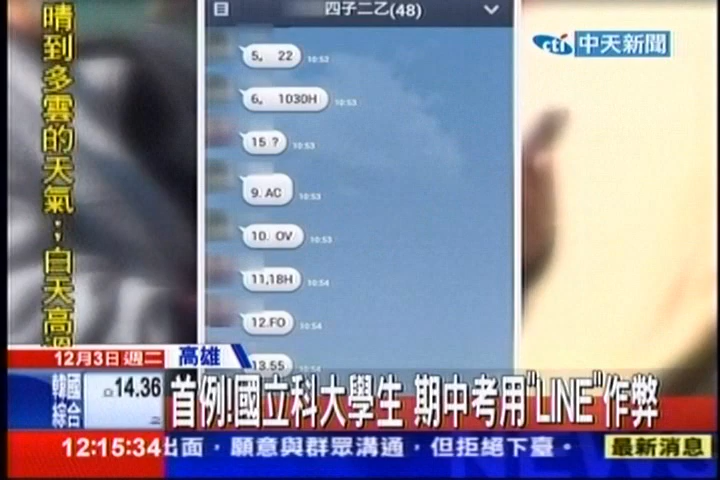 四子二乙(48)
5。 22
10:52
6。 1030H
10:53
15 ?
10:53
9. AC
10:53
10. OV
10:53
11,18H
10:54
12.FO
10:54
13.55
中天新聞
晴到多雲的天氣；白天高
12月3日 週二
高雄
韓國綜合
14.36
首例!國立科大學生 期中考用"LINE"作弊
12:15:34
出面，願意與群眾溝通，但拒絕下臺。
最新消息